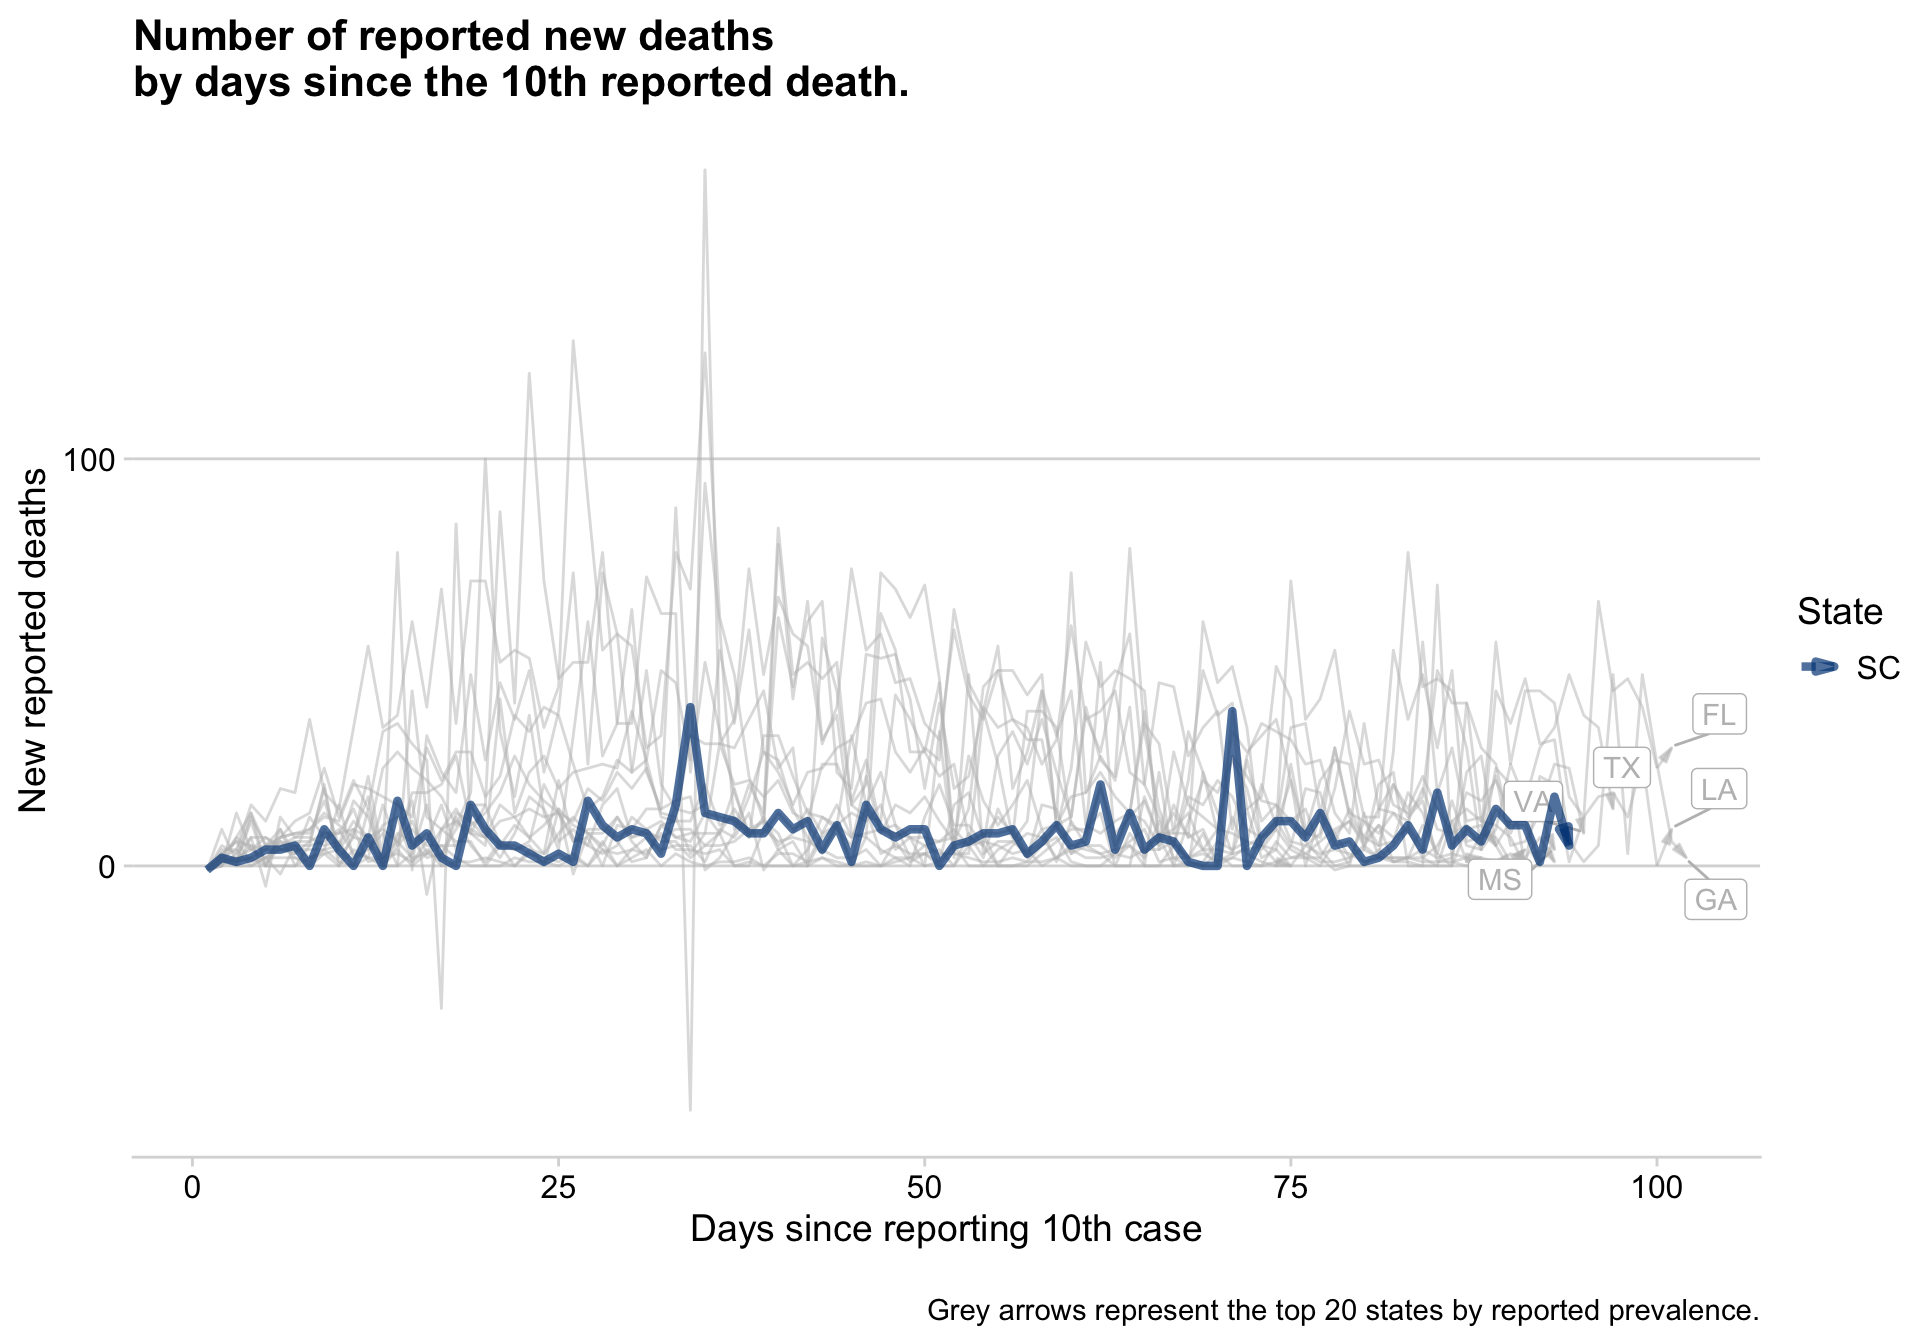 Number of reported new deaths
by days since the 10th reported death.
New reported deaths
100
0
FL
TX
LA
VA
MS
GA
State
SC
0 25 50 75 100
Days since reporting 10th case
Grey arrows represent the top 20 states by reported prevalence.